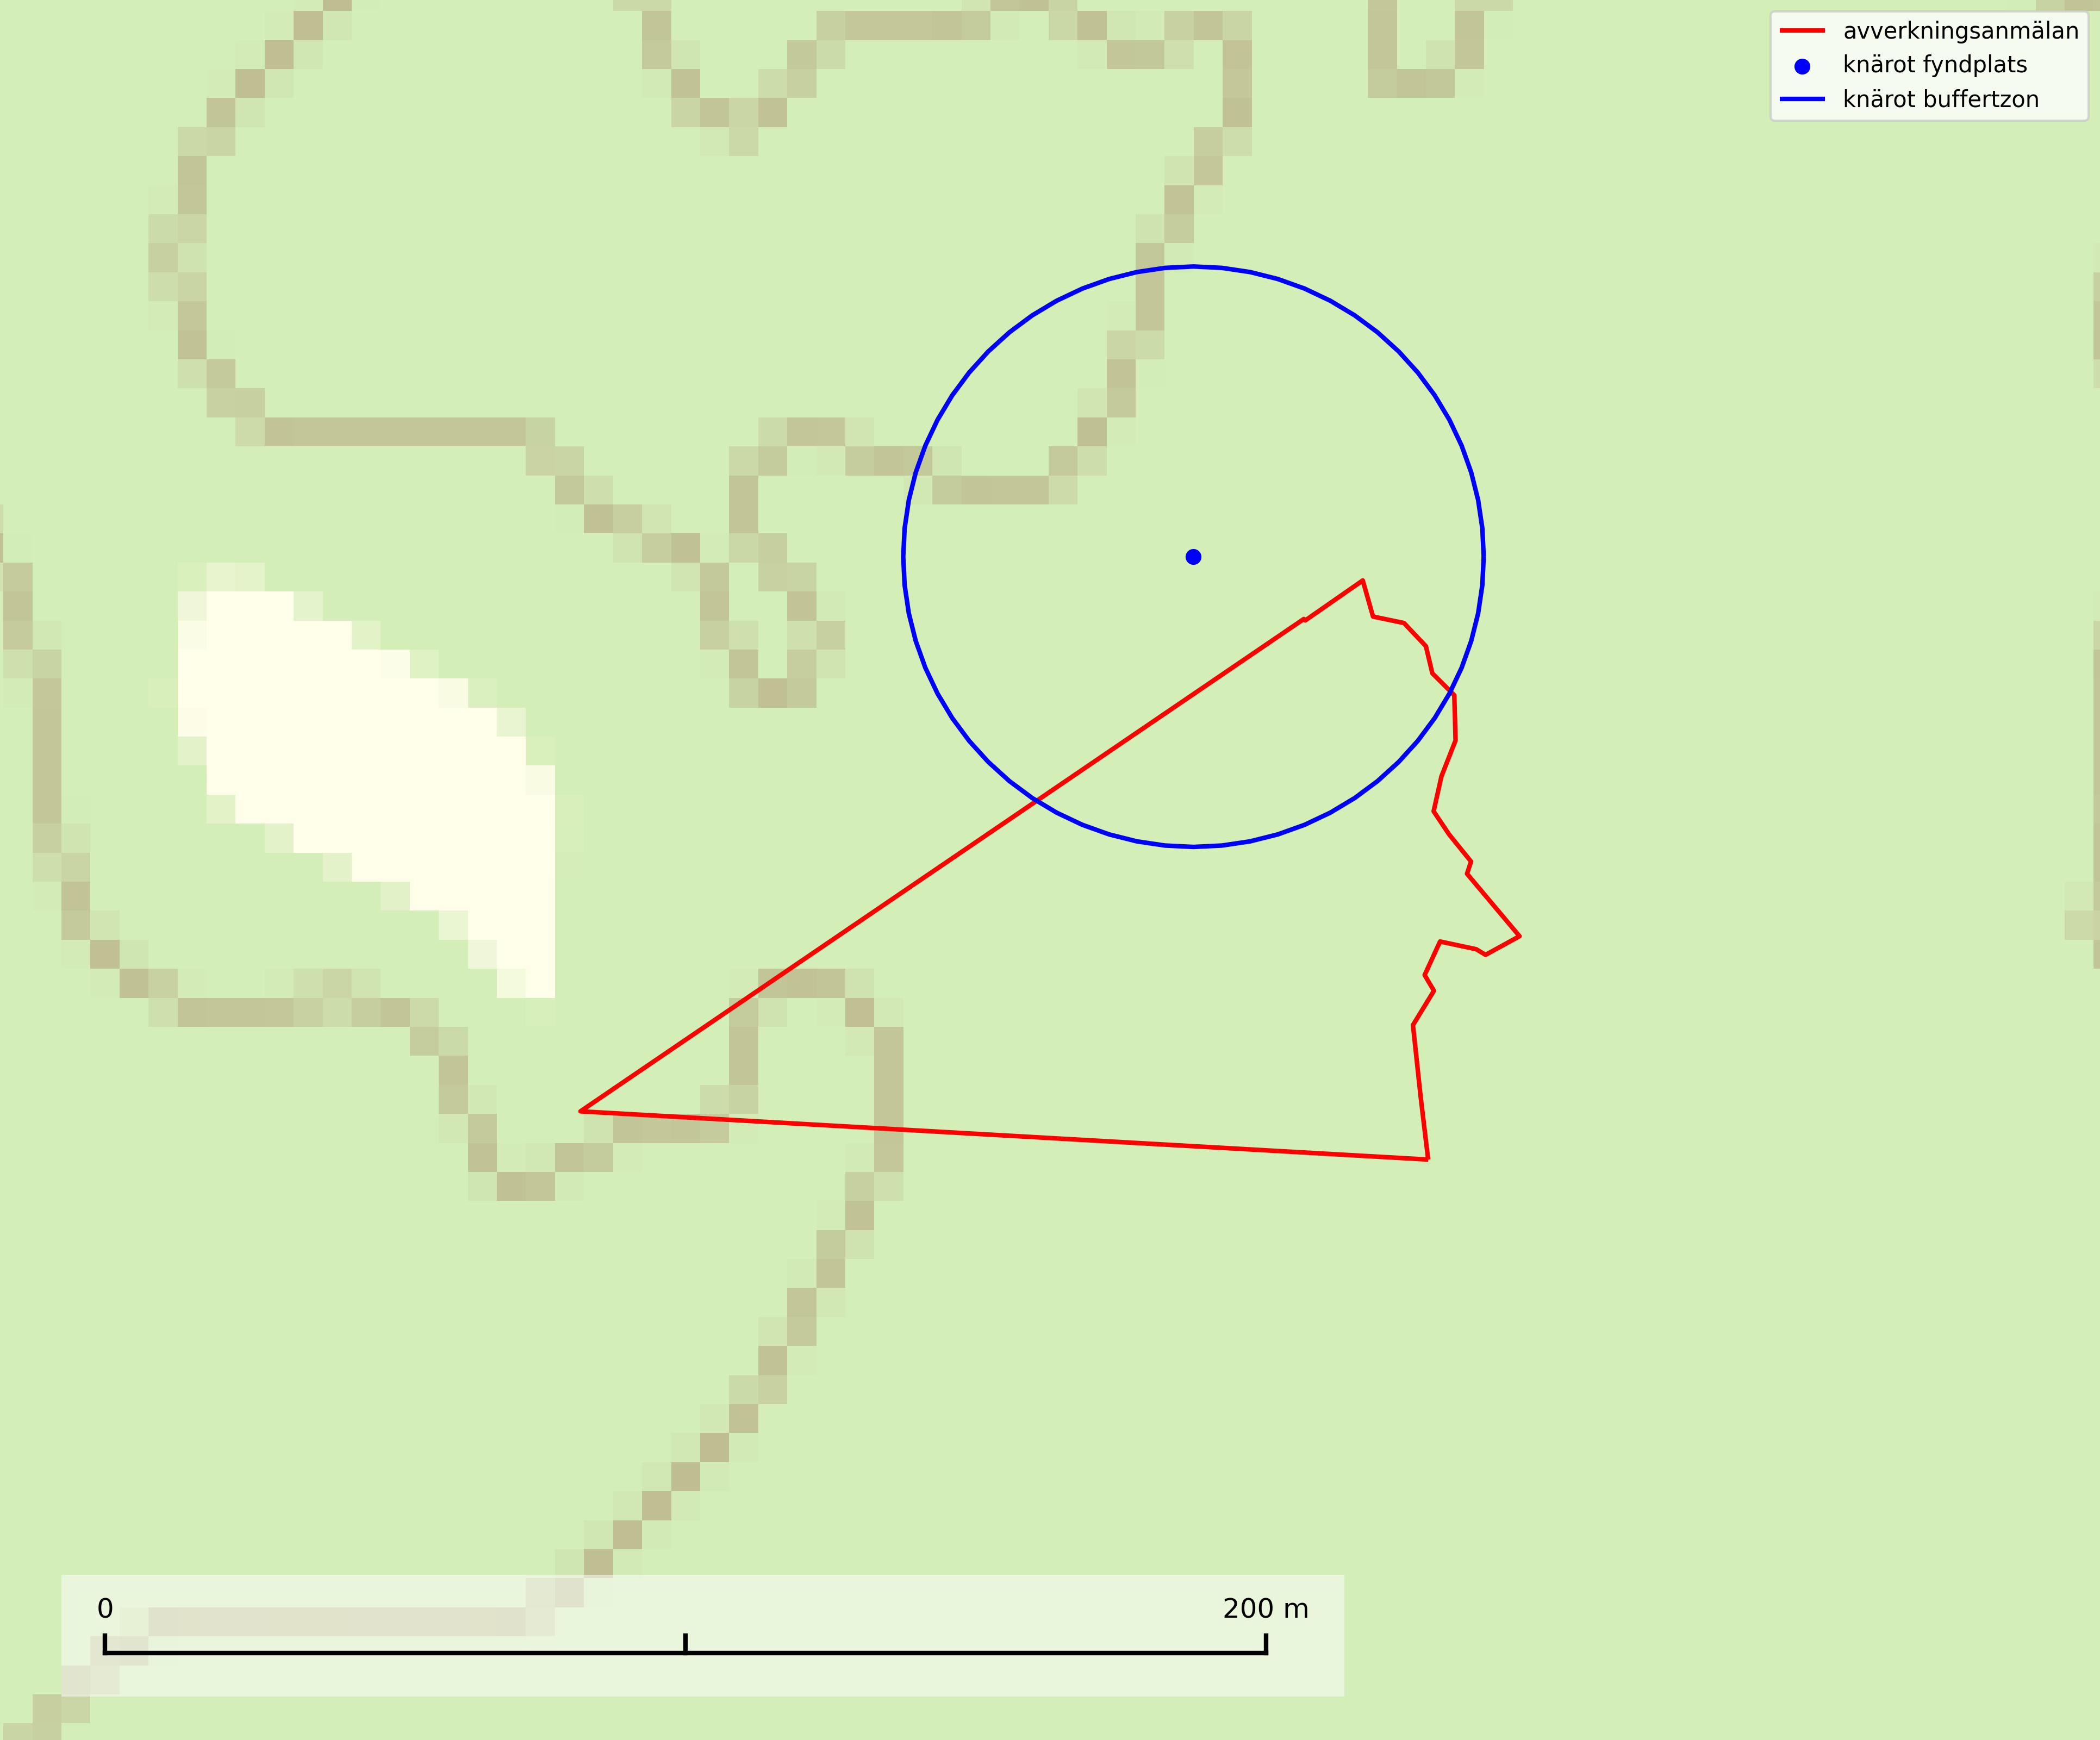 avverkningsanmälan
knärot fyndplats
knärot buffertzon
0
200 m